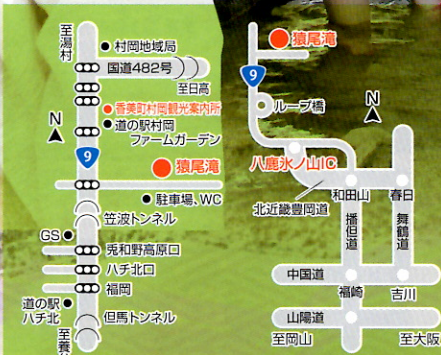 至湯村
村岡地域局
国道482号
至日高
香美町村岡観光案内所
道の駅村岡
ファームガーデン
N
9
猿尾滝
駐車場、WC
笠波トンネル
GS
兎和野高原口
ハチ北口
福岡
道の駅
ハチ北
但馬トンネル
猿尾滝
9
N
ループ橋
八鹿氷ノ山IC
和田山
春日
北近畿豊岡道
播但道
舞鶴道
中国道
福崎
吉川
山陽道
至岡山
至大阪